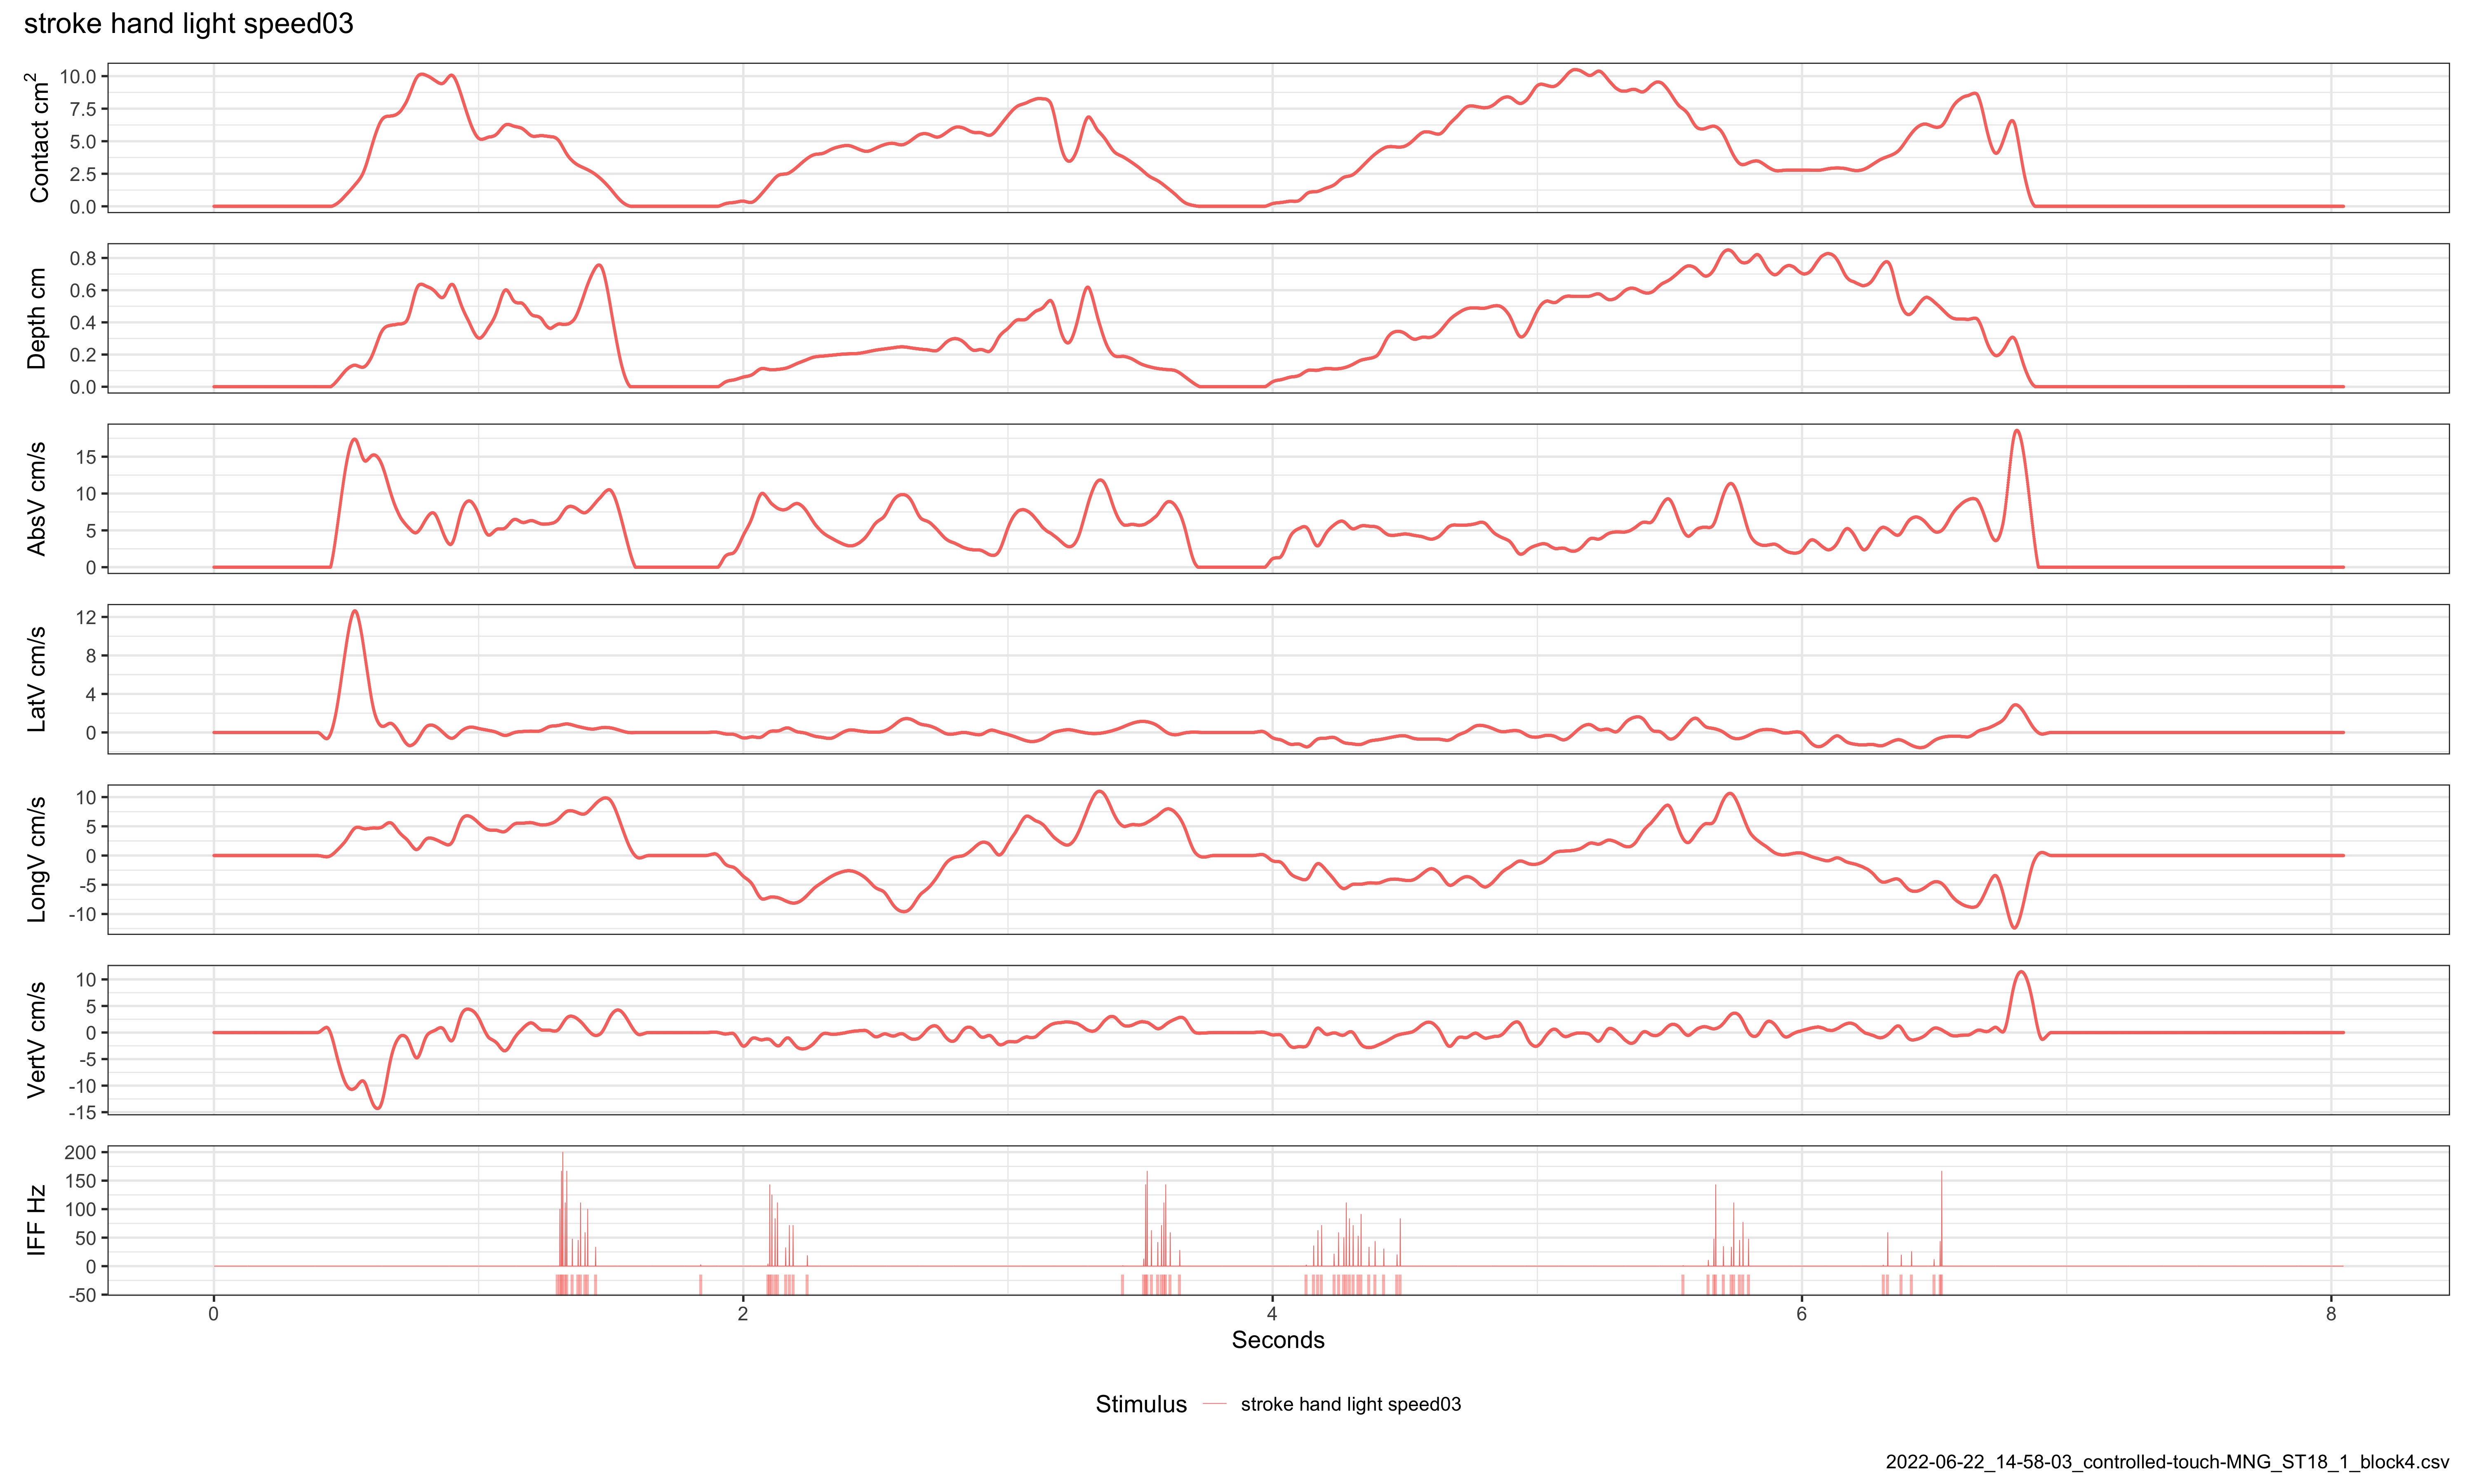 stroke hand light speed03
Contact cm²
10.0
7.5
5.0
2.5
0.0
Depth cm
0.8
0.6
0.4
0.2
0.0
AbsV cm/s
15
10
5
0
LatV cm/s
12
8
4
0
LongV cm/s
10
5
0
-5
-10
VertV cm/s
10
5
0
-5
-10
-15
IFF Hz
200
150
100
50
0
-50
0 2 4 6 8
Seconds
Stimulus stroke hand light speed03
2022-06-22_14-58-03_controlled-touch-MNG_ST18_1_block4.csv